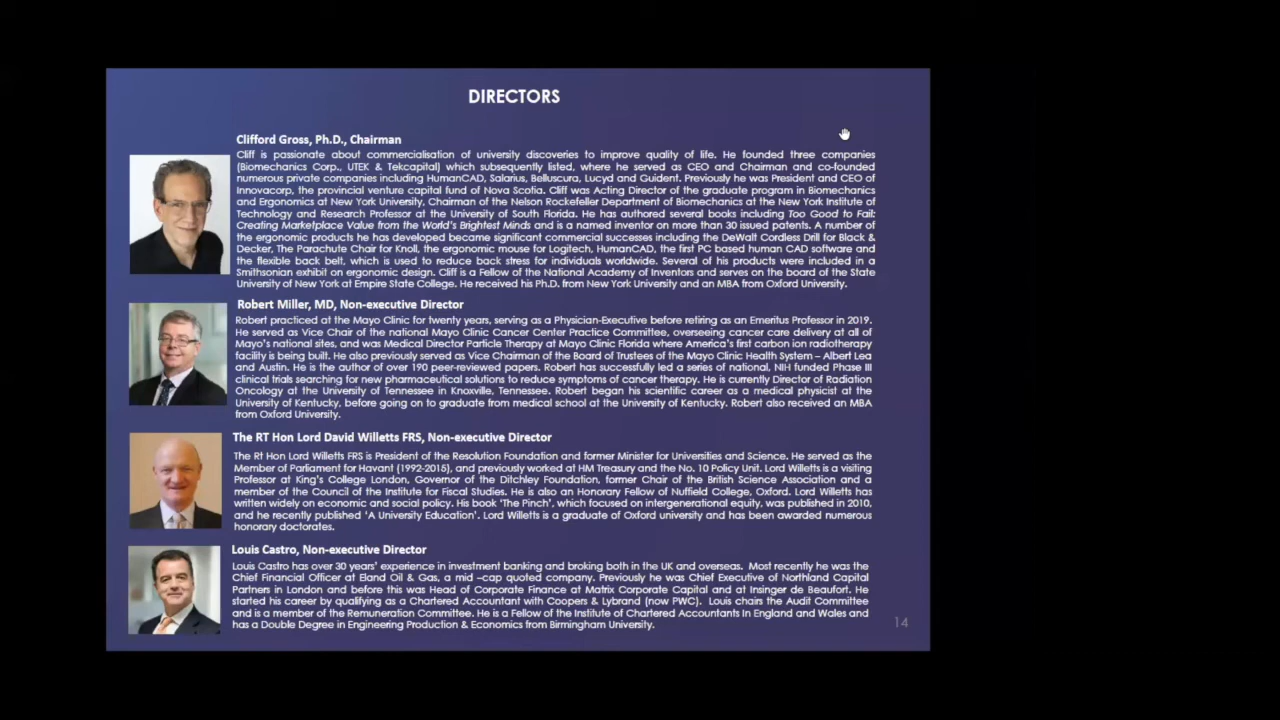 DIRECTORS
Clifford Gross, Ph.D., Chairman
Cliff is passionate about commercialisation of university discoveries to improve quality of life. He founded three companies
(Biomechanics Corp., UTEK & Tekcapital) which subsequently listed, where he served as CEO and Chairman and co-founded
numerous private companies including HumanCAD, Salarius, Belluscura, Lucyd and Guident. Previously he was President and CEO of
Innovacorp, the provincial venture capital fund of Nova Scotia. Cliff was Acting Director of the graduate program in Biomechanics
and Ergonomics at New York University, Chairman of the Nelson Rockefeller Department of Biomechanics at the New York Institute of
Technology and Research Professor at the University of South Florida. He has authored several books including Too Good to Fail:
Creating Marketplace Value from the World's Brightest Minds and is a named inventor on more than 30 issued patents. A number of
the ergonomic products he has developed became significant commercial successes including the DeWalt Cordless Drill for Black &
Decker, The Parachute Chair for Knoll, the ergonomic mouse for Logitech, HumanCAD, the first PC based human CAD software and
the flexible back belt, which is used to reduce back stress for individuals worldwide. Several of his products were included in a
Smithsonian exhibit on ergonomic design. Cliff is a Fellow of the National Academy of Inventors and serves on the board of the State
University of New York at Empire State College. He received his Ph.D. from New York University and an MBA from Oxford University.
Robert Miller, MD, Non-executive Director
Robert practiced at the Mayo Clinic for twenty years, serving as a Physician-Executive before retiring as an Emeritus Professor in 2019.
He served as Vice Chair of the national Mayo Clinic Cancer Center Practice Committee, overseeing cancer care delivery at all of
Mayo's national sites, and was Medical Director Particle Therapy at Mayo Clinic Florida where America's first carbon ion radiotherapy
facility is being built. He also previously served as Vice Chairman of the Board of Trustees of the Mayo Clinic Health System – Albert Lea
and Austin. He is the author of over 190 peer-reviewed papers. Robert has successfully led a series of national, NIH funded Phase III
clinical trials searching for new pharmaceutical solutions to reduce symptoms of cancer therapy. He is currently Director of Radiation
Oncology at the University of Tennessee in Knoxville, Tennessee. Robert began his scientific career as a medical physicist at the
University of Kentucky, before going on to graduate from medical school at the University of Kentucky. Robert also received an MBA
from Oxford University.
The RT Hon Lord David Willetts FRS, Non-executive Director
The Rt Hon Lord Willetts FRS is President of the Resolution Foundation and former Minister for Universities and Science. He served as the
Member of Parliament for Havant (1992-2015), and previously worked at HM Treasury and the No. 10 Policy Unit. Lord Willetts is a visiting
Professor at King's College London, Governor of the Ditchley Foundation, former Chair of the British Science Association and a
member of the Council of the Institute for Fiscal Studies. He is also an Honorary Fellow of Nuffield College, Oxford. Lord Willetts has
written widely on economic and social policy. His book 'The Pinch', which focused on intergenerational equity, was published in 2010,
and he recently published 'A University Education'. Lord Willetts is a graduate of Oxford university and has been awarded numerous
honorary doctorates.
Louis Castro, Non-executive Director
Louis Castro has over 30 years' experience in investment banking and broking both in the UK and overseas. Most recently he was the
Chief Financial Officer at Eland Oil & Gas, a mid –cap quoted company. Previously he was Chief Executive of Northland Capital
Partners in London and before this was Head of Corporate Finance at Matrix Corporate Capital and at Insinger de Beaufort. He
started his career by qualifying as a Chartered Accountant with Coopers & Lybrand (now PWC). Louis chairs the Audit Committee
and is a member of the Remuneration Committee. He is a Fellow of the Institute of Chartered Accountants In England and Wales and
has a Double Degree in Engineering Production & Economics from Birmingham University.
14